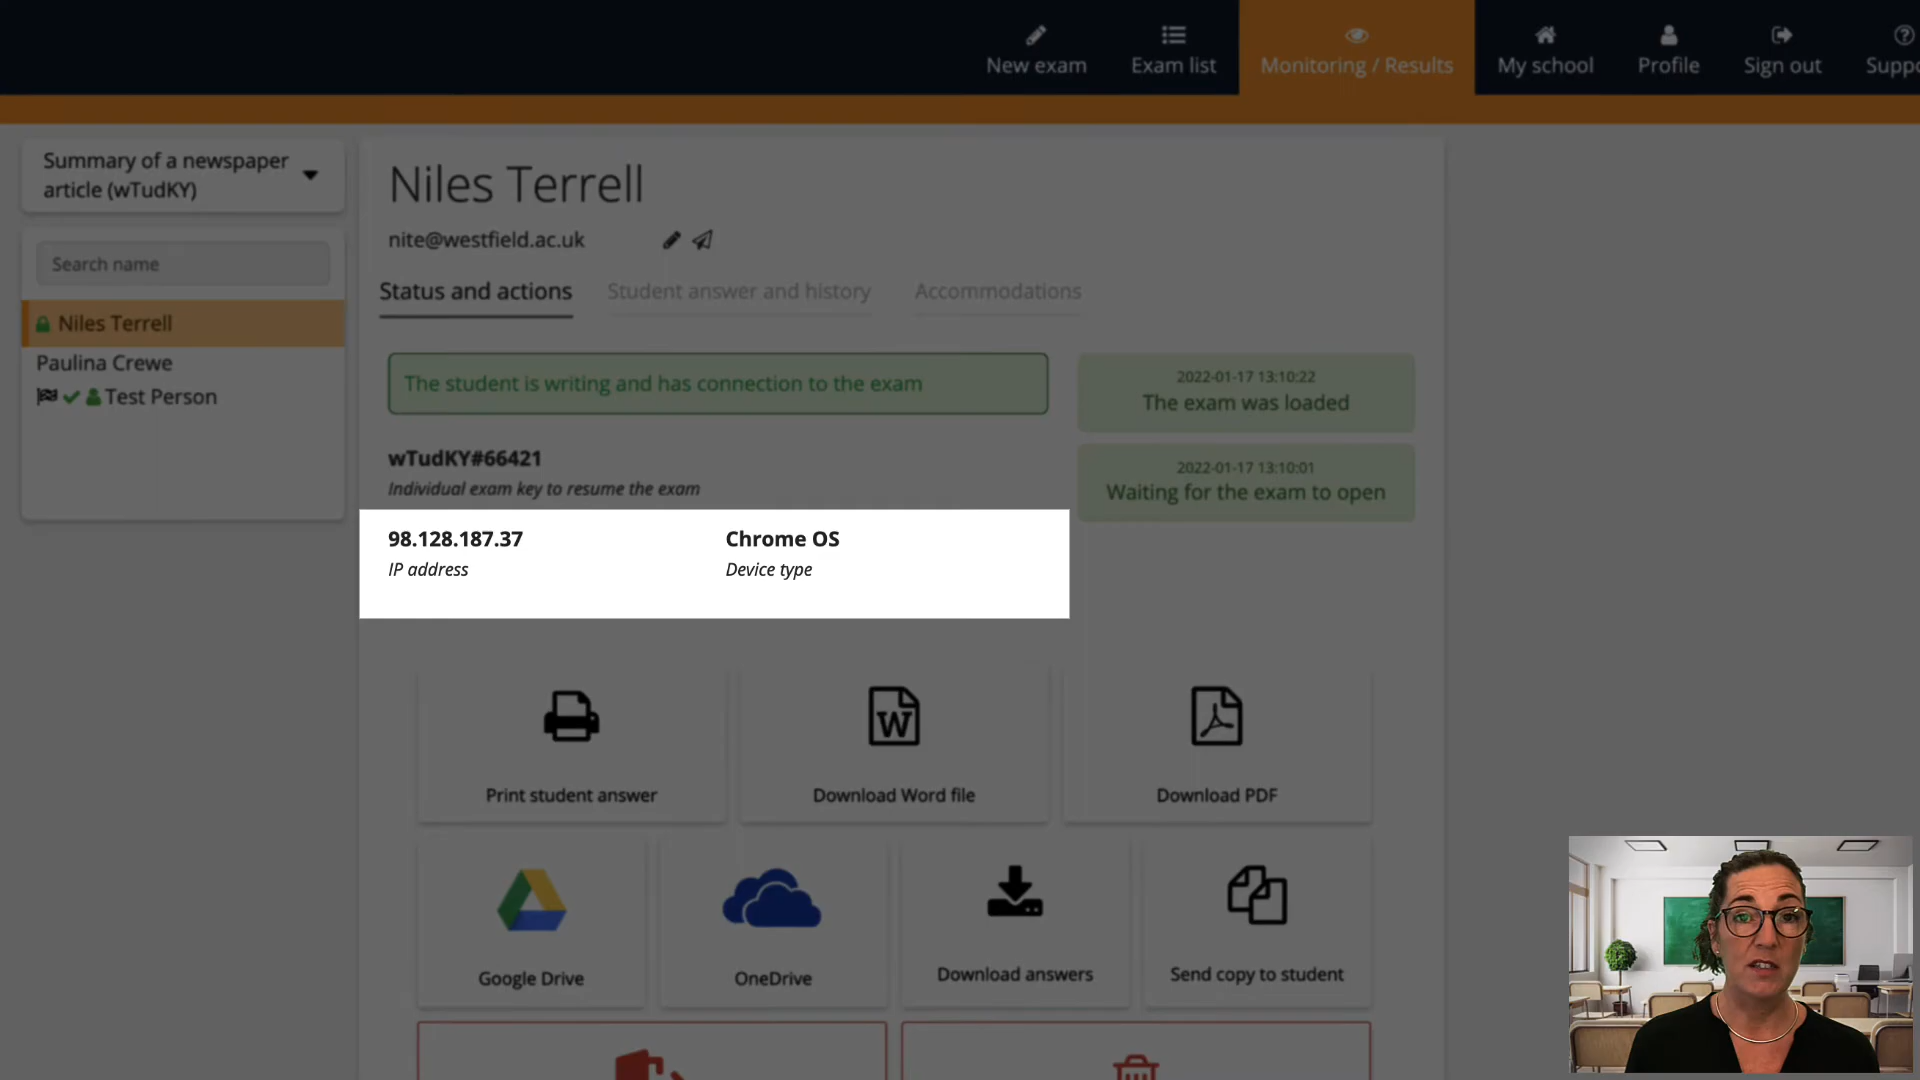 New exam
Exam list
Monitoring / Results
My school
Profile
Sign out
Summary of a newspaper
article (wTudKY)
Search name
Niles Terrell
Paulina Crewe
Test Person
Niles Terrell
nite@westfield.ac.uk
Status and actions
Student answer and history
Accommodations
The student is writing and has connection to the exam
2022-01-17 13:10:22
The exam was loaded
2022-01-17 13:10:01
Waiting for the exam to open
wTudKY#66421
Individual exam key to resume the exam
98.128.187.37
IP address
Chrome OS
Device type
Print student answer
Download Word file
Download PDF
Google Drive
OneDrive
Download answers
Send copy to student